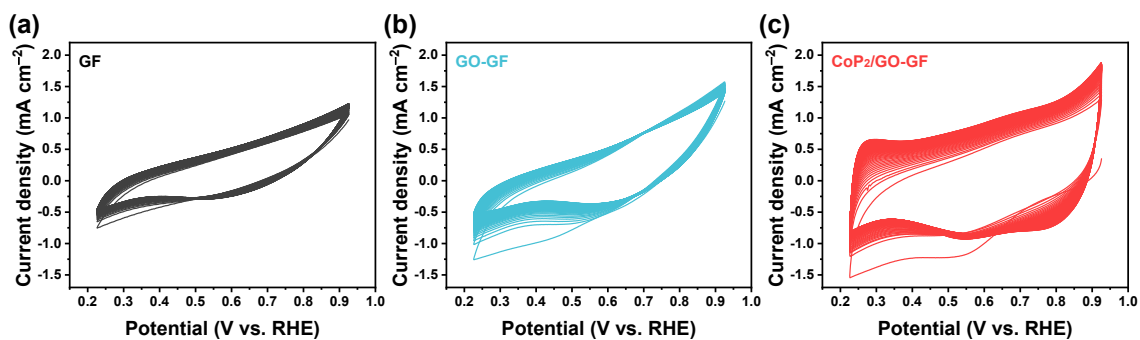 (a)
GF
Current density (mA cm⁻²)
2.0
1.5
1.0
0.5
0.0
-0.5
-1.0
-1.5
0.2 0.3 0.4 0.5 0.6 0.7 0.8 0.9 1.0
Potential (V vs. RHE)
(b)
GO-GF
Current density (mA cm⁻²)
2.0
1.5
1.0
0.5
0.0
-0.5
-1.0
-1.5
0.2 0.3 0.4 0.5 0.6 0.7 0.8 0.9 1.0
Potential (V vs. RHE)
(c)
CoP₂/GO-GF
Current density (mA cm⁻²)
2.0
1.5
1.0
0.5
0.0
-0.5
-1.0
-1.5
0.2 0.3 0.4 0.5 0.6 0.7 0.8 0.9 1.0
Potential (V vs. RHE)